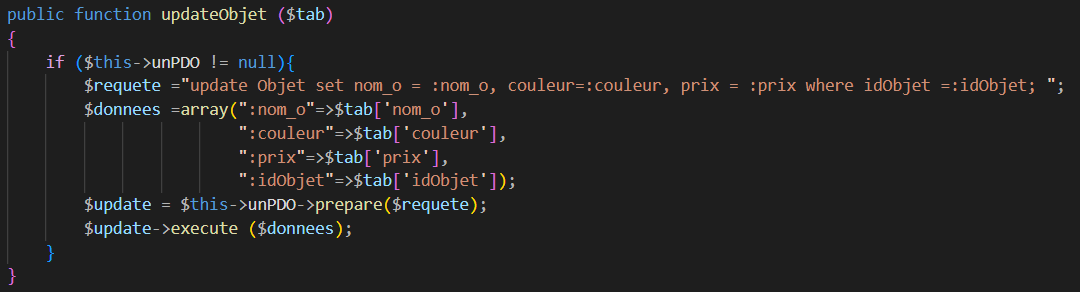 public function updateObjet ($tab)
{
    if ($this->unPDO != null){
        $requete ="update Objet set nom_o = :nom_o, couleur=:couleur, prix = :prix where idObjet =:idObjet; ";
        $donnees =array(":nom_o"=>$tab['nom_o'],
                        ":couleur"=>$tab['couleur'],
                        ":prix"=>$tab['prix'],
                        ":idObjet"=>$tab['idObjet']);
        $update = $this->unPDO->prepare($requete);
        $update->execute ($donnees);
    }
}